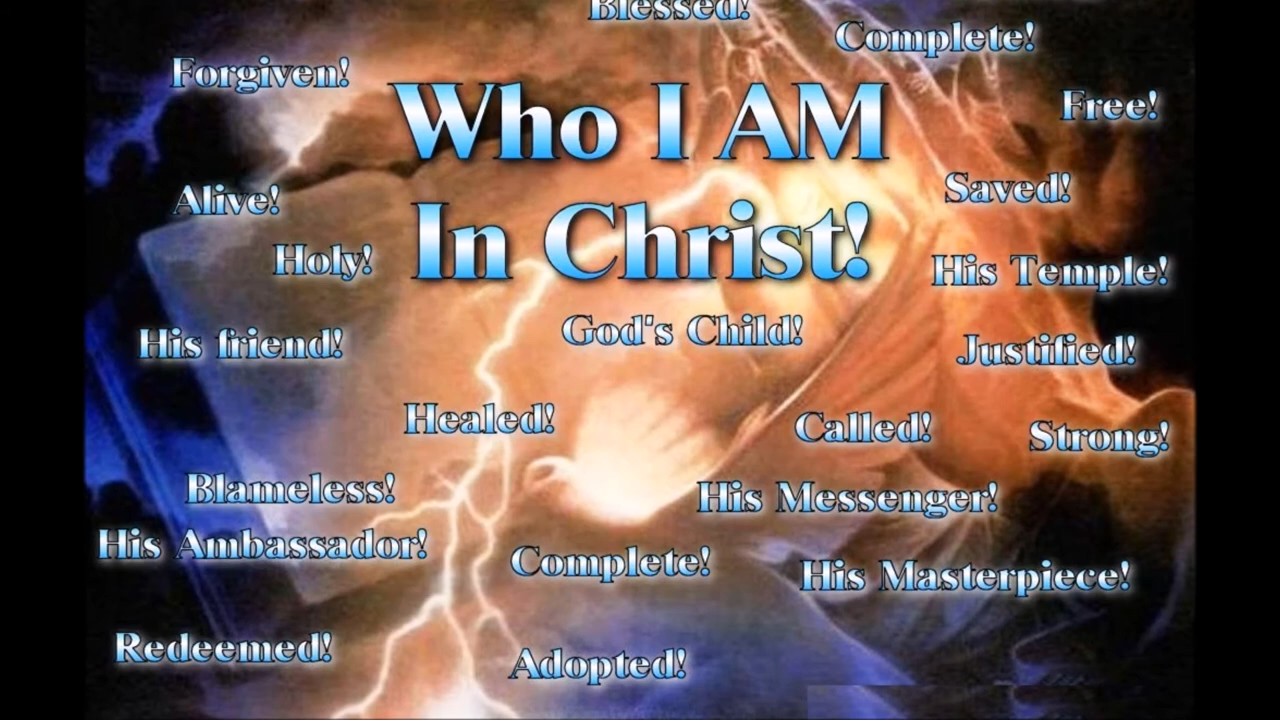 Blessed!
Complete!
Forgiven!
Free!
Who I AM
In Christ!
Alive!
Saved!
Holy!
His Temple!
God's Child!
His friend!
Justified!
Healed!
Called!
Strong!
Blameless!
His Messenger!
His Ambassador!
Complete!
His Masterpiece!
Redeemed!
Adopted!